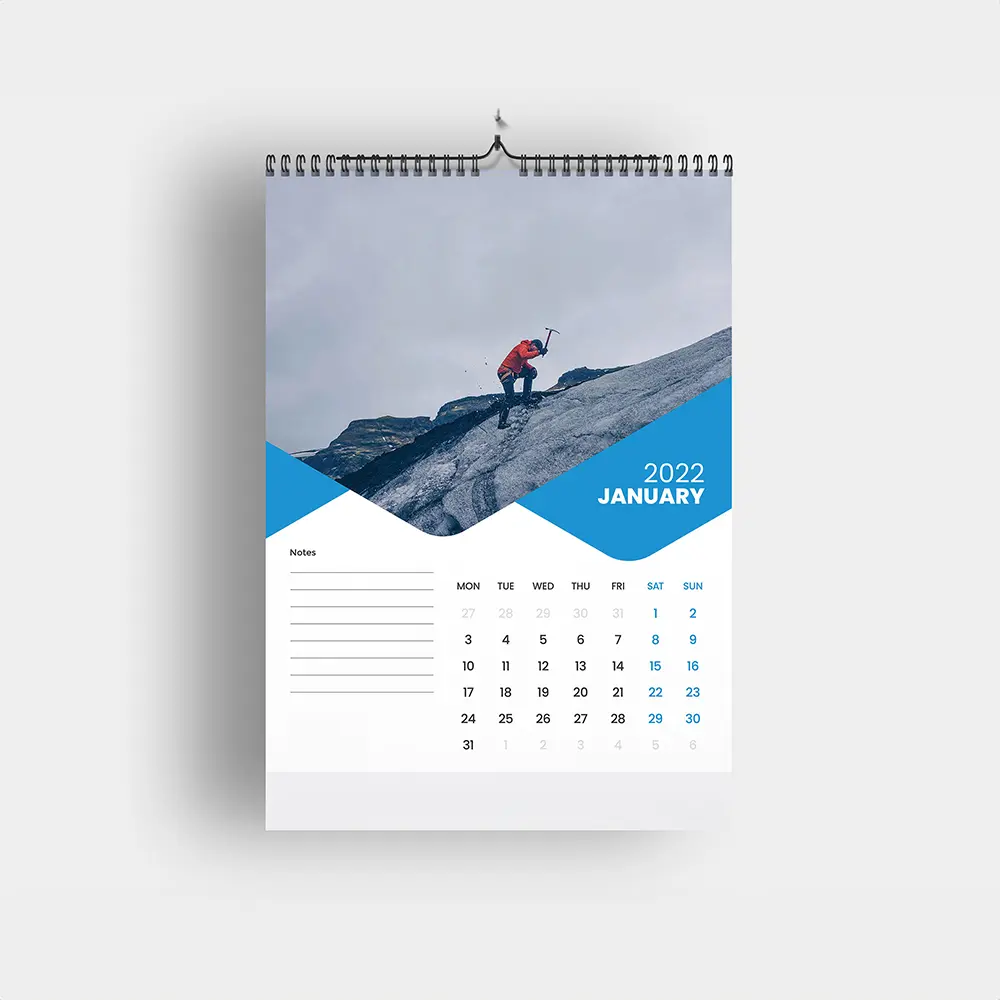 2022
JANUARY
Notes
MON TUE WED THU FRI SAT SUN
27 28 29 30 31 1 2
3 4 5 6 7 8 9
10 11 12 13 14 15 16
17 18 19 20 21 22 23
24 25 26 27 28 29 30
31 1 2 3 4 5 6